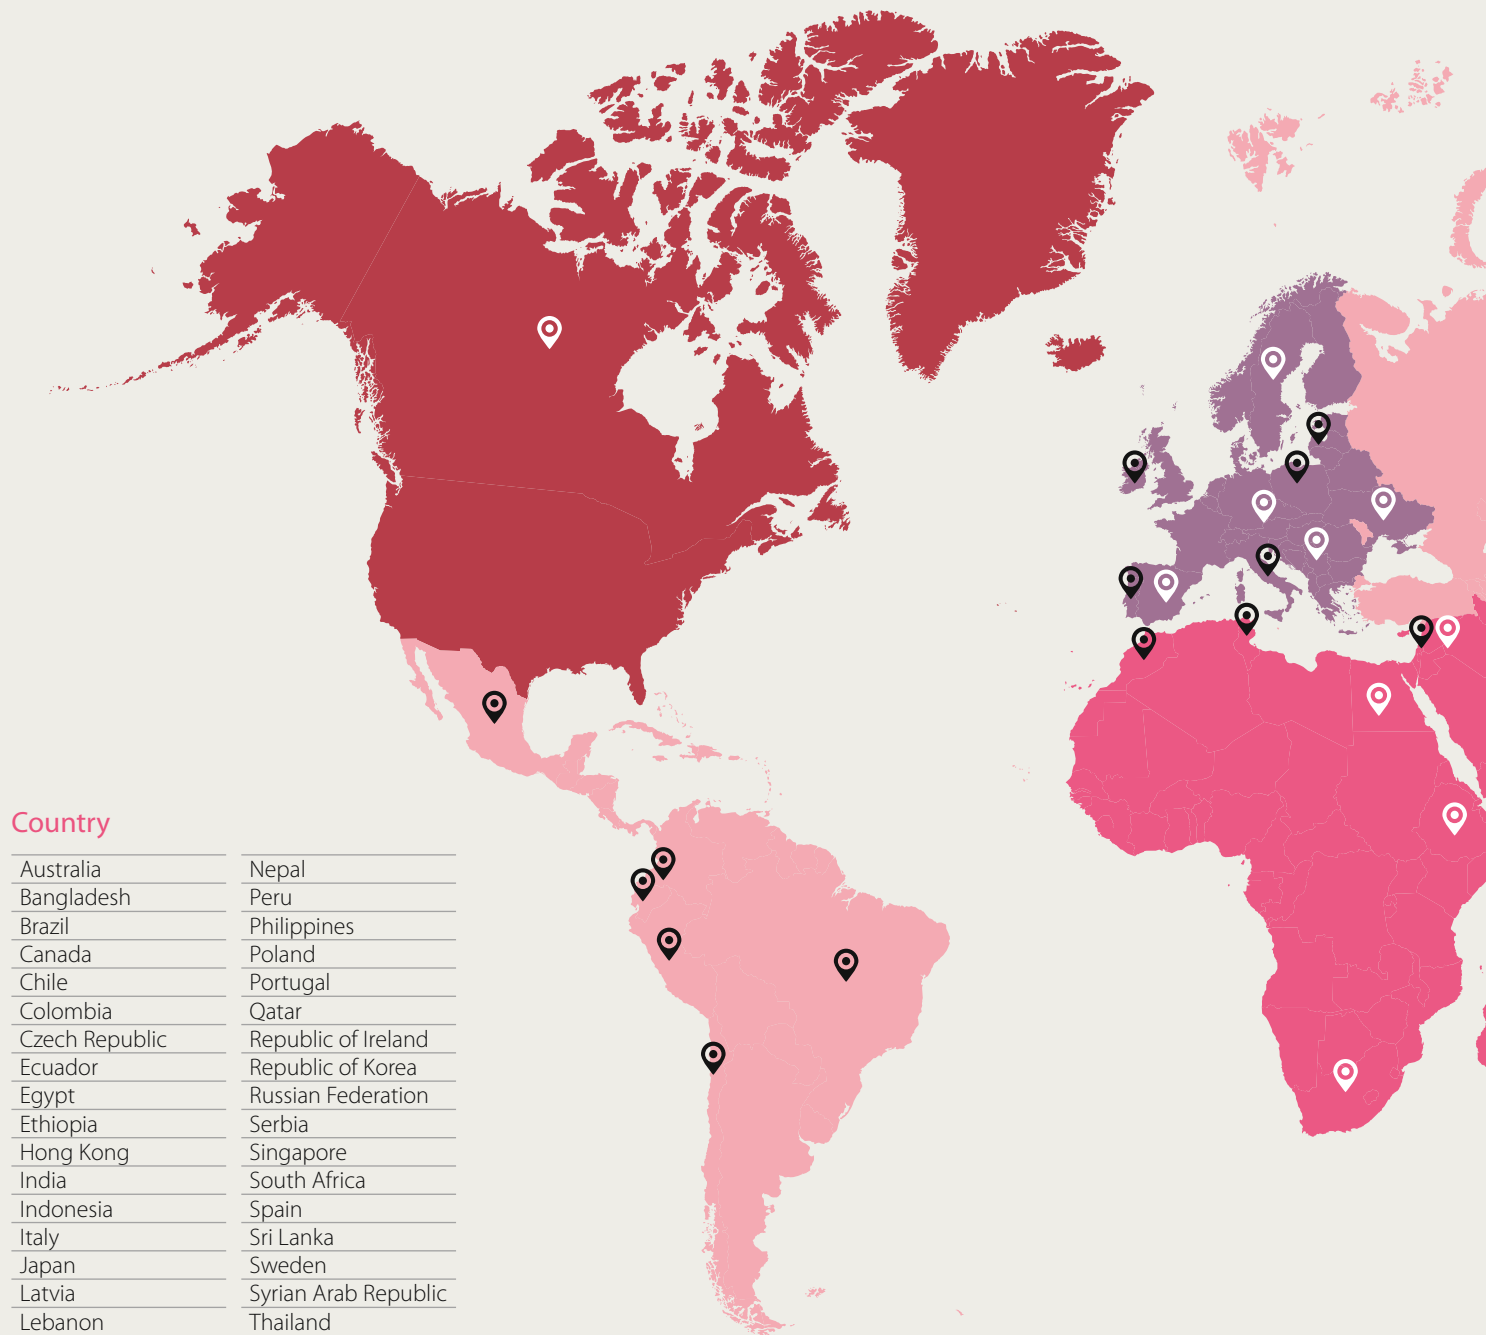 Country
Australia
Bangladesh
Brazil
Canada
Chile
Colombia
Czech Republic
Ecuador
Egypt
Ethiopia
Hong Kong
India
Indonesia
Italy
Japan
Latvia
Lebanon
Nepal
Peru
Philippines
Poland
Portugal
Qatar
Republic of Ireland
Republic of Korea
Russian Federation
Serbia
Singapore
South Africa
Spain
Sri Lanka
Sweden
Syrian Arab Republic
Thailand